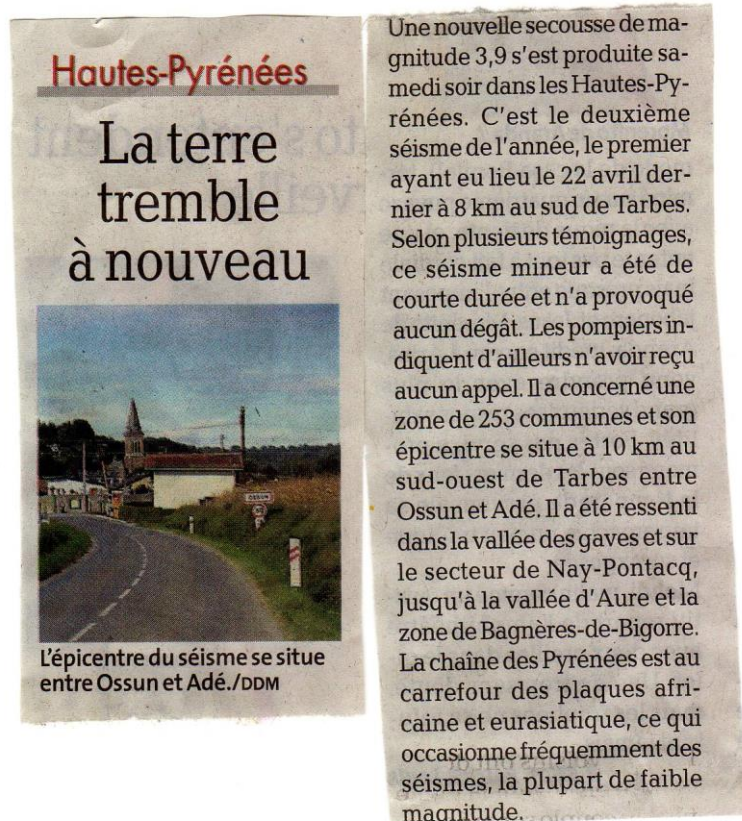 Hautes-Pyrénées
La terre
tremble
à nouveau
OSSUN
L'épicentre du séisme se situe
entre Ossun et Adé./DDM
Une nouvelle secousse de ma-
gnitude 3,9 s'est produite sa-
medi soir dans les Hautes-Py-
rénées. C'est le deuxième
séisme de l'année, le premier
ayant eu lieu le 22 avril der-
nier à 8 km au sud de Tarbes.
Selon plusieurs témoignages,
ce séisme mineur a été de
courte durée et n'a provoqué
aucun dégât. Les pompiers in-
diquent d'ailleurs n'avoir reçu
aucun appel. Il a concerné une
zone de 253 communes et son
épicentre se situe à 10 km au
sud-ouest de Tarbes entre
Ossun et Adé. Il a été ressenti
dans la vallée des gaves et sur
le secteur de Nay-Pontacq,
jusqu'à la vallée d'Aure et la
zone de Bagnères-de-Bigorre.
La chaîne des Pyrénées est au
carrefour des plaques afri-
caine et eurasiatique, ce qui
occasionne fréquemment des
séismes, la plupart de faible
magnitude.